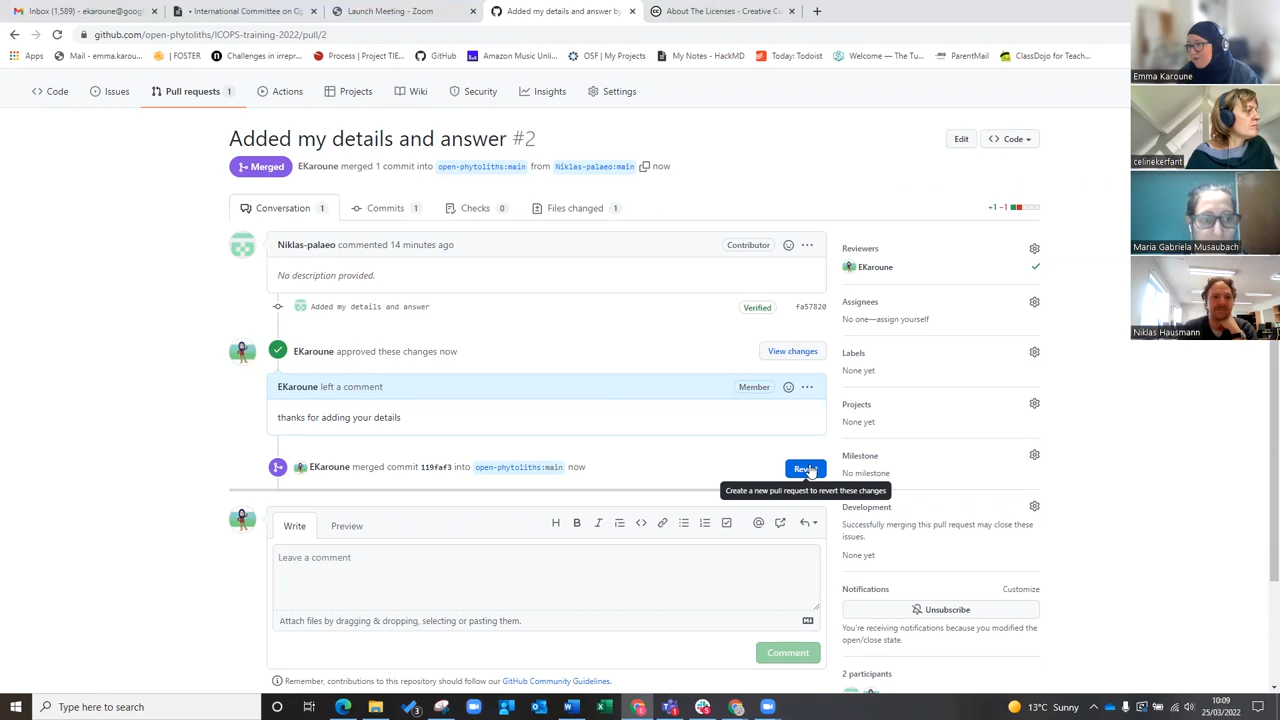 Inbox (1,589) - ekaroune@goog
• International Committee on Op
Launch Meeting - Zoom
Added my details and answer by
About The Licenses - Creative Co
github.com/open-phytoliths/ICOPS-training-2022/pull/2
Apps
Mail - emma.karou...
| FOSTER
Challenges in irrepr...
Process | Project TIE...
GitHub
Amazon Music Unli...
OSF | My Projects
My Notes - HackMD
Today: Todoist
Welcome — The Tu...
ParentMail
ClassDojo for Teach...
Code
Issues
Pull requests 1
Actions
Projects
Wiki
Security
Insights
Settings
Added my details and answer #2
Edit
Code
Merged
EKaroune merged 1 commit into open-phytoliths:main from Niklas-palaeo:main now
Conversation 1
Commits 1
Checks 0
Files changed 1
+1 −1
Niklas-palaeo commented 14 minutes ago
Contributor
No description provided.
Added my details and answer
Verified
fa57820
EKaroune approved these changes now
View changes
EKaroune left a comment
Member
thanks for adding your details
EKaroune merged commit 119faf3 into open-phytoliths:main now
Create a new pull request to revert these changes
Write
Preview
Leave a comment
Attach files by dragging & dropping, selecting or pasting them.
Comment
Remember, contributions to this repository should follow our GitHub Community Guidelines.
Reviewers
EKaroune
Assignees
No one—assign yourself
Labels
None yet
Projects
None yet
Milestone
No milestone
Development
Successfully merging this pull request may close these
issues.
None yet
Notifications
Customize
Unsubscribe
You're receiving notifications because you modified the
open/close state.
2 participants
Emma Karoune
celinekerfant
Maria Gabriela Musaubach
Niklas Hausmann
Type here to search
13°C Sunny
10:09
25/03/2022